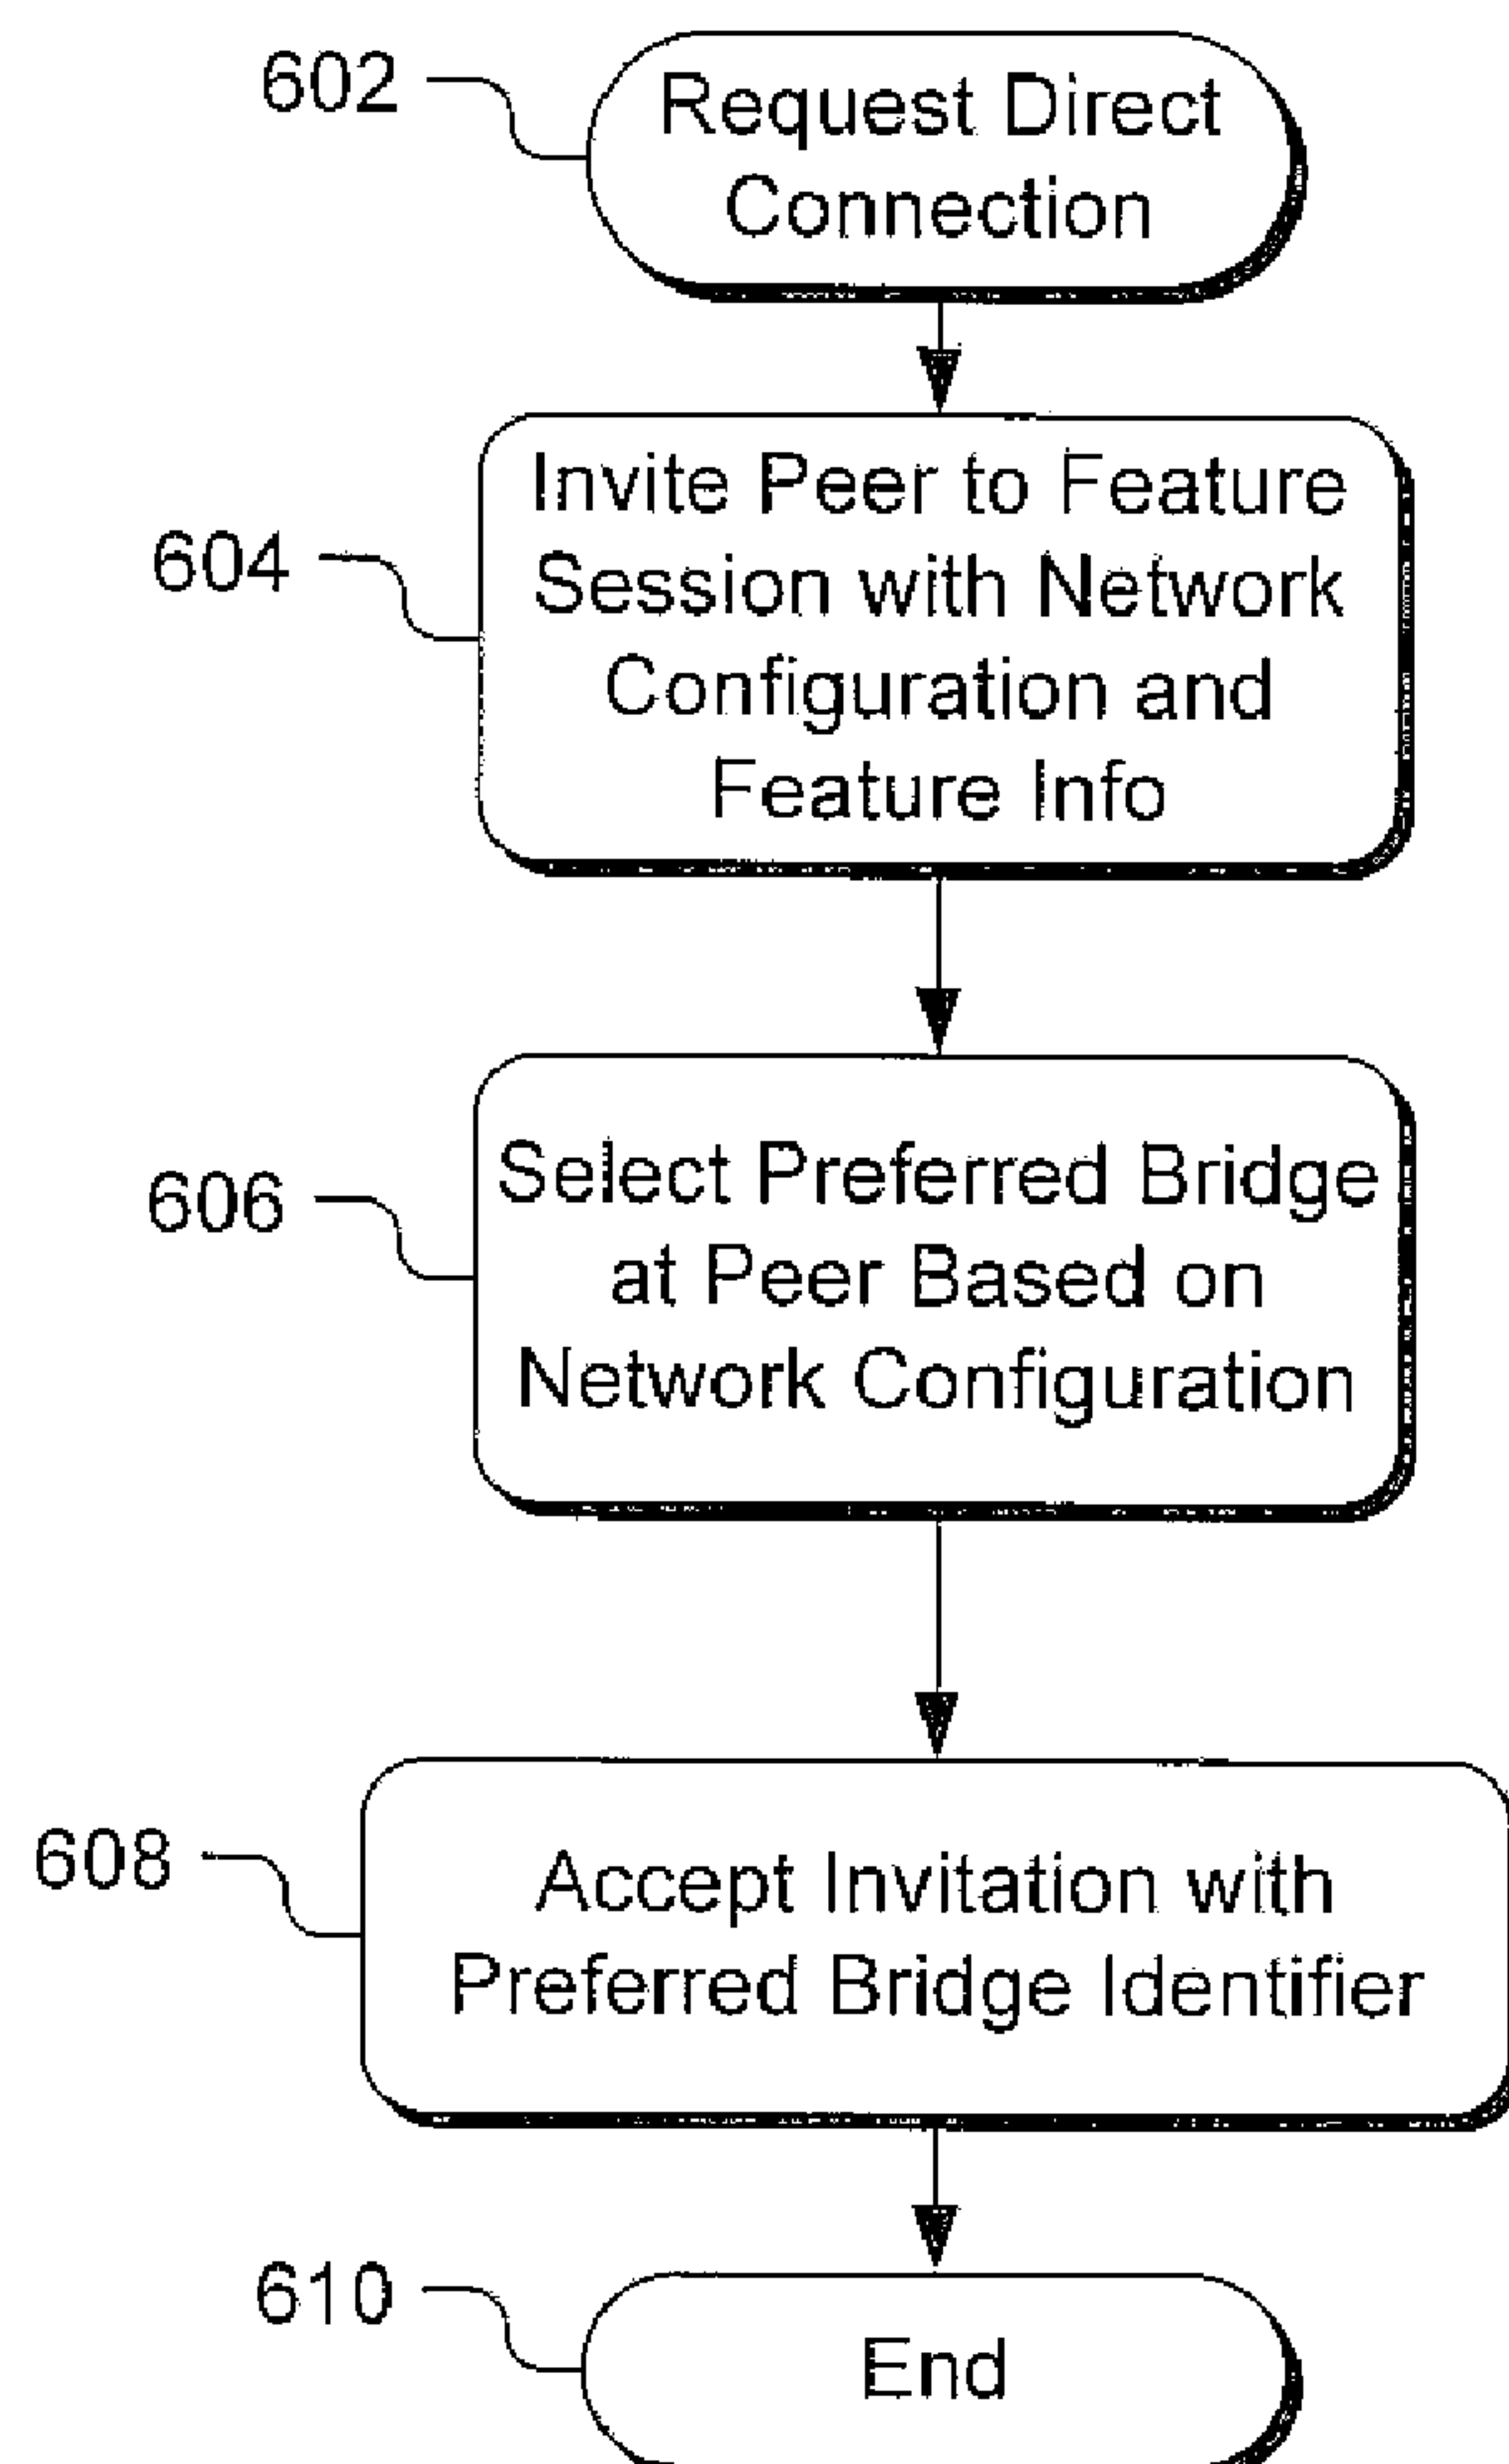 602
Request Direct
Connection
604
Invite Peer to Feature
Session with Network
Configuration and
Feature Info
606
Select Preferred Bridge
at Peer Based on
Network Configuration
608
Accept Invitation with
Preferred Bridge Identifier
610
End